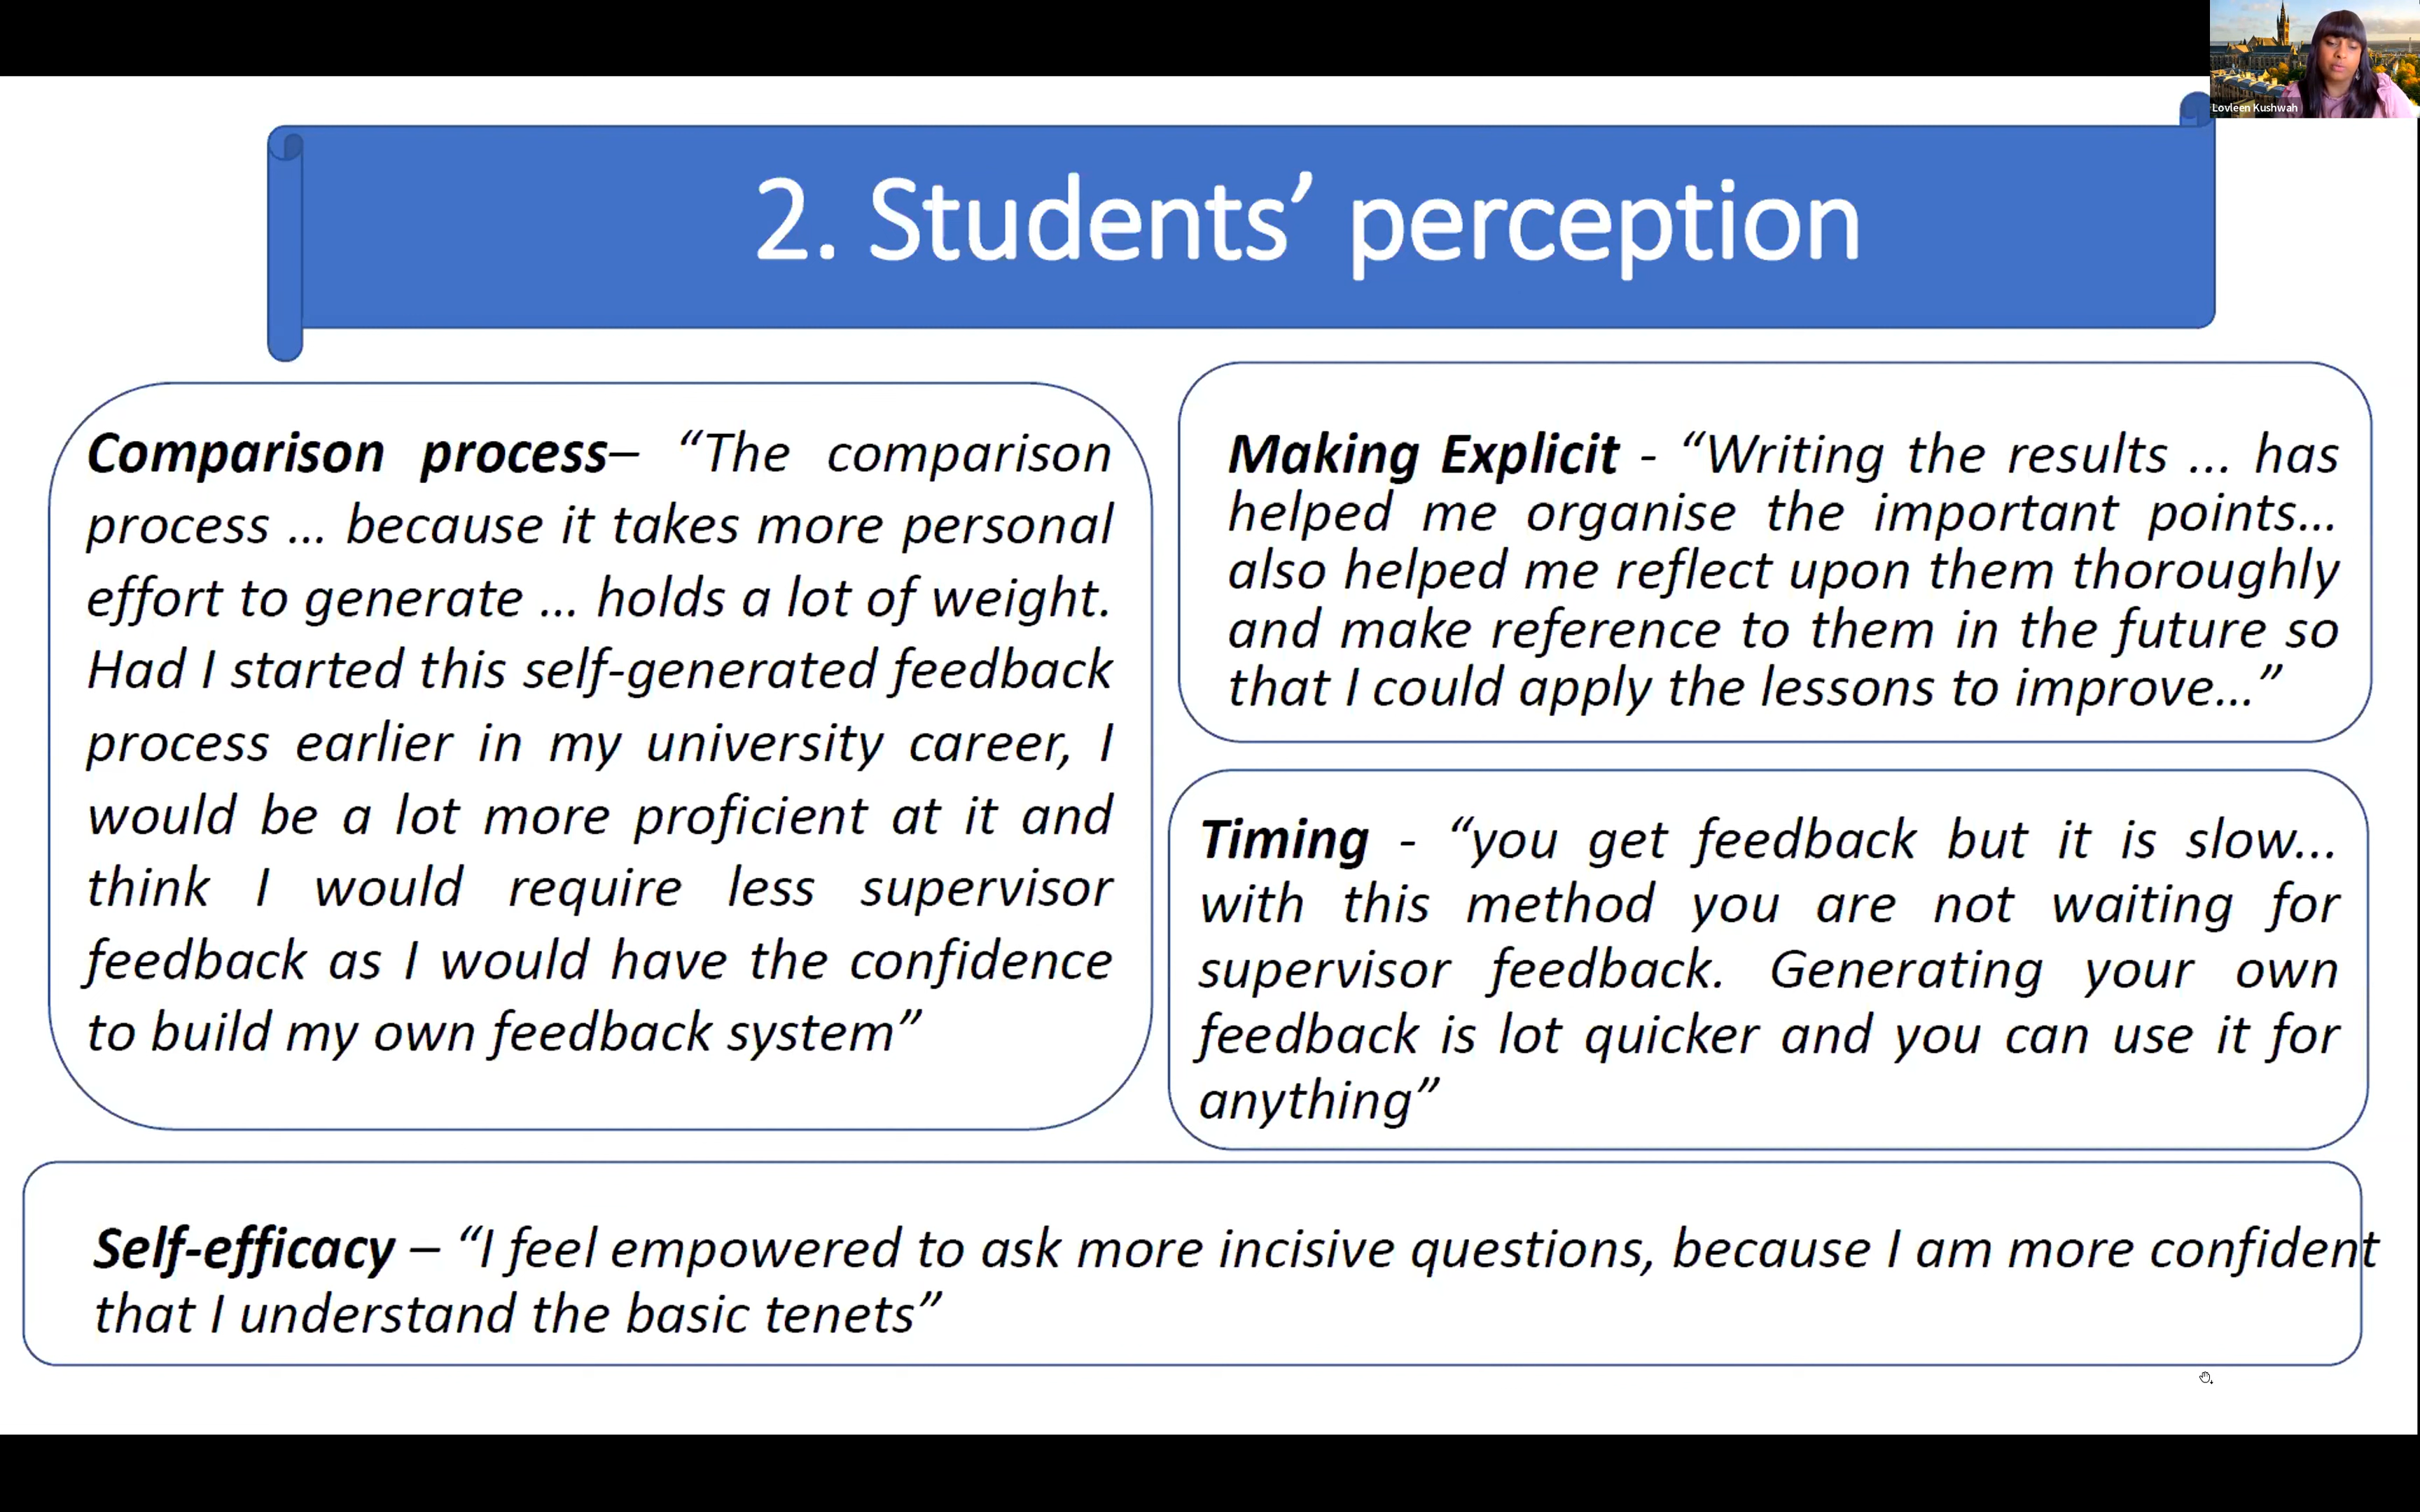 Lovleen Kushwah
2. Students’ perception
Comparison process– “The comparison
process ... because it takes more personal
effort to generate ... holds a lot of weight.
Had I started this self-generated feedback
process earlier in my university career, I
would be a lot more proficient at it and
think I would require less supervisor
feedback as I would have the confidence
to build my own feedback system”
Making Explicit - “Writing the results ... has
helped me organise the important points...
also helped me reflect upon them thoroughly
and make reference to them in the future so
that I could apply the lessons to improve...”
Timing - “you get feedback but it is slow...
with this method you are not waiting for
supervisor feedback. Generating your own
feedback is lot quicker and you can use it for
anything”
Self-efficacy – “I feel empowered to ask more incisive questions, because I am more confident
that I understand the basic tenets”